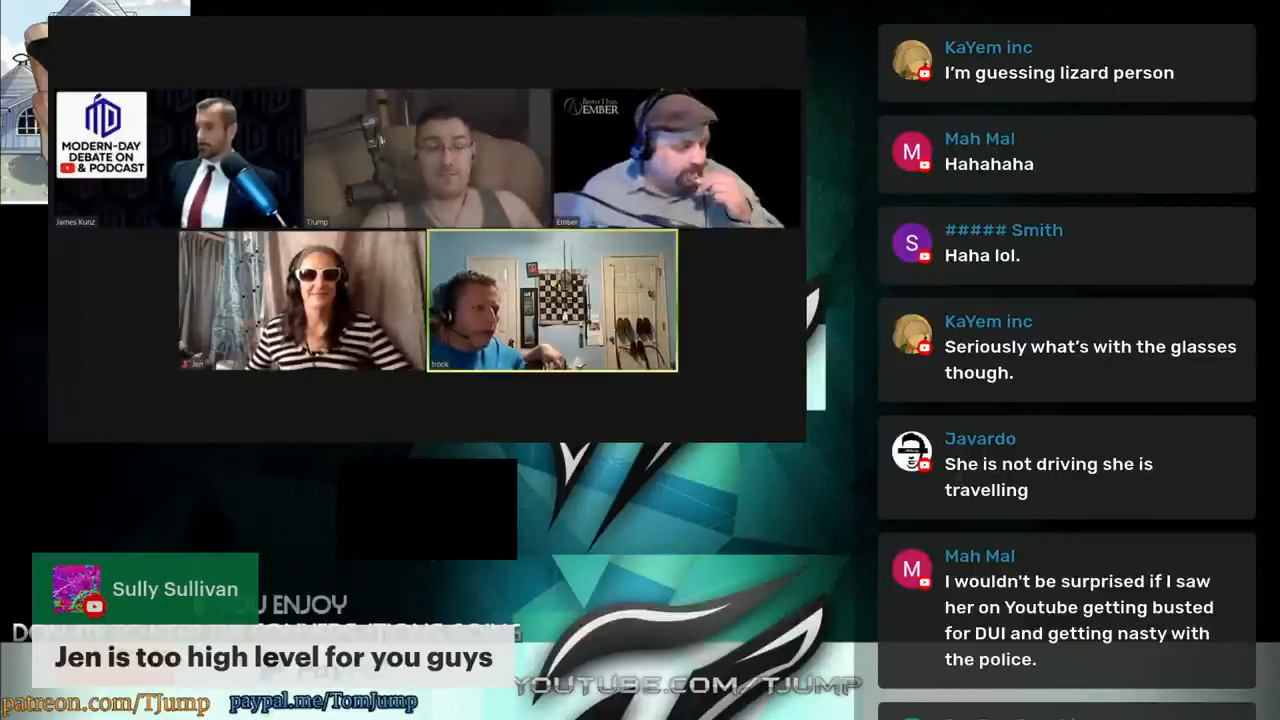 MODERN-DAY
DEBATE ON
& PODCAST
James Kunz
TJump
Better Than
EMBER
Ember
Jen
trock
KaYem inc
I'm guessing lizard person
Mah Mal
Hahahaha
##### Smith
Haha lol.
KaYem inc
Seriously what's with the glasses
though.
Javardo
She is not driving she is
travelling
Mah Mal
I wouldn't be surprised if I saw
her on Youtube getting busted
for DUI and getting nasty with
the police.
Sully Sullivan
U ENJOY
Jen is too high level for you guys
patreon.com/TJump
paypal.me/TomJump
YOUTUBE.COM/TJUMP